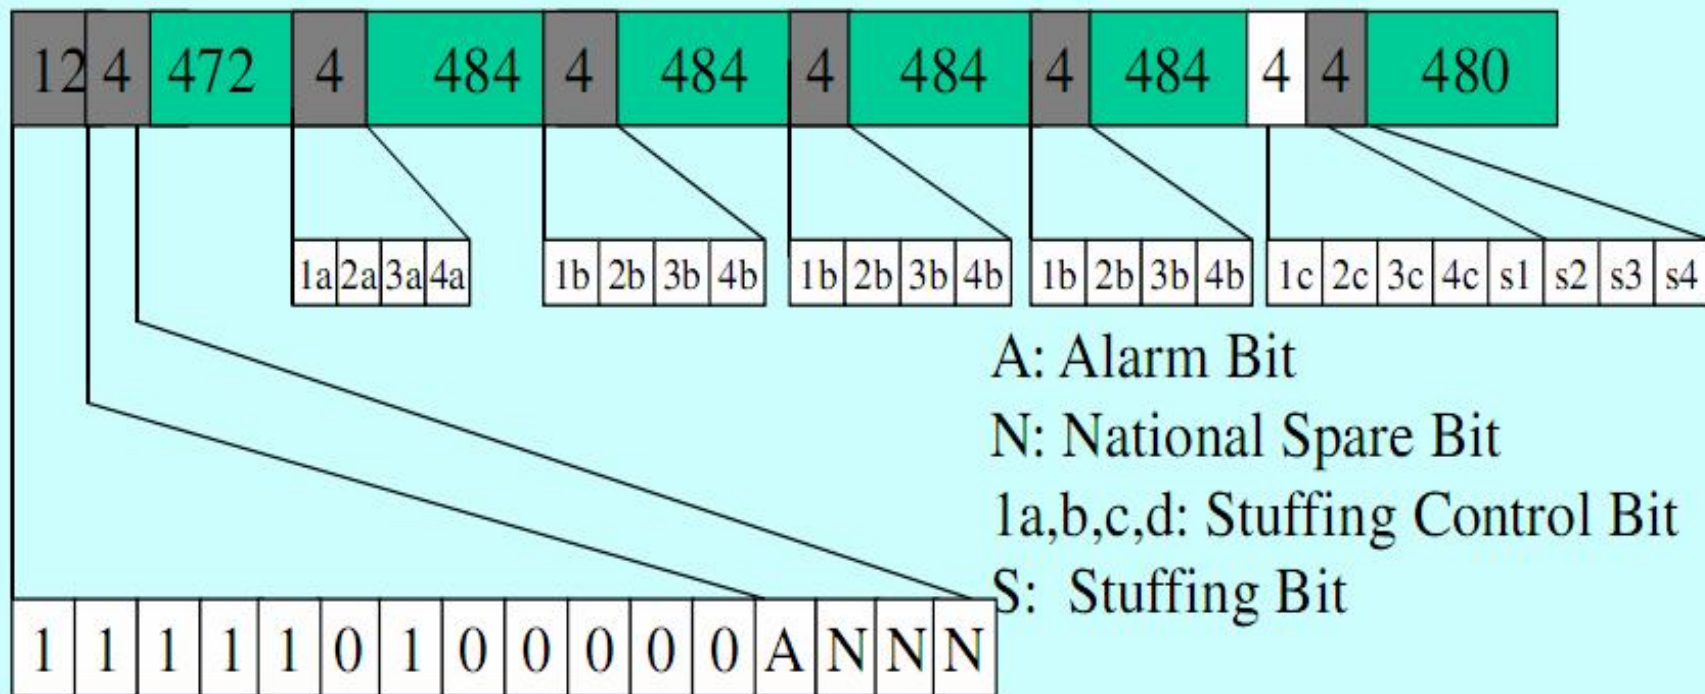 12 4 472 4 484 4 484 4 484 4 484 4 4 480
1a 2a 3a 4a 1b 2b 3b 4b 1b 2b 3b 4b 1b 2b 3b 4b 1c 2c 3c 4c s1 s2 s3 s4
A: Alarm Bit
N: National Spare Bit
1a,b,c,d: Stuffing Control Bit
S: Stuffing Bit
1 1 1 1 1 0 1 0 0 0 0 0 A N N N